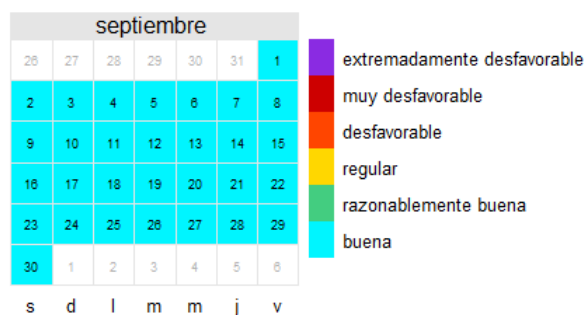 septiembre
26 27 28 29 30 31 1
2 3 4 5 6 7 8
9 10 11 12 13 14 15
16 17 18 19 20 21 22
23 24 25 26 27 28 29
30 1 2 3 4 5 6
s d l m m j v
extremadamente desfavorable
muy desfavorable
desfavorable
regular
razonablemente buena
buena